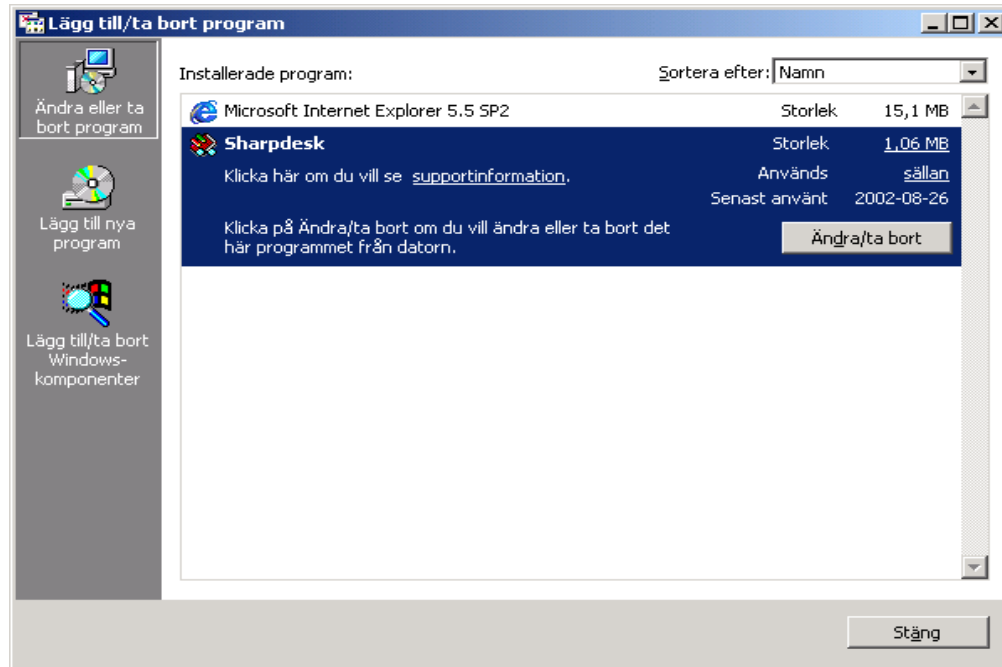 Lägg till/ta bort program
Ändra eller ta
bort program
Lägg till nya
program
Lägg till/ta bort
Windows-
komponenter
Installerade program:
Sortera efter: Namn
Microsoft Internet Explorer 5.5 SP2 Storlek 15,1 MB
Sharpdesk Storlek 1,06 MB
Klicka här om du vill se supportinformation. Används sällan
Senast använt 2002-08-26
Klicka på Ändra/ta bort om du vill ändra eller ta bort det
här programmet från datorn.
Ändra/ta bort
Stäng